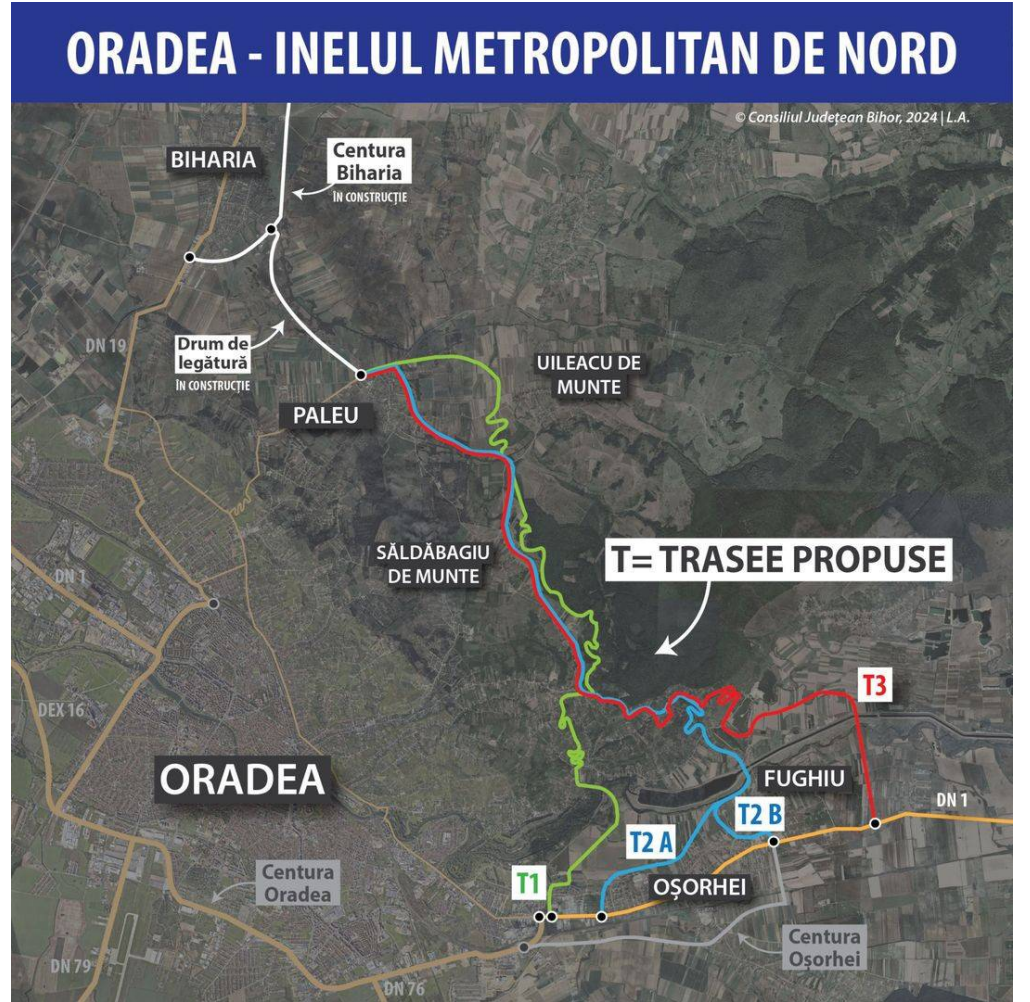 ORADEA - INELUL METROPOLITAN DE NORD
© Consiliul Județean Bihor, 2024 | L.A.
BIHARIA
Centura
Biharia
ÎN CONSTRUCȚIE
DN 19
Drum de
legătură
ÎN CONSTRUCȚIE
UILEACU DE
MUNTE
PALEU
SĂLDĂBAGIU
DE MUNTE
T= TRASEE PROPUSE
DN 1
T3
DEX 16
ORADEA
FUGHIU
DN 1
T2 B
T2 A
Centura
Oradea
T1
OȘORHEI
Centura
Oșorhei
DN 79
DN 76